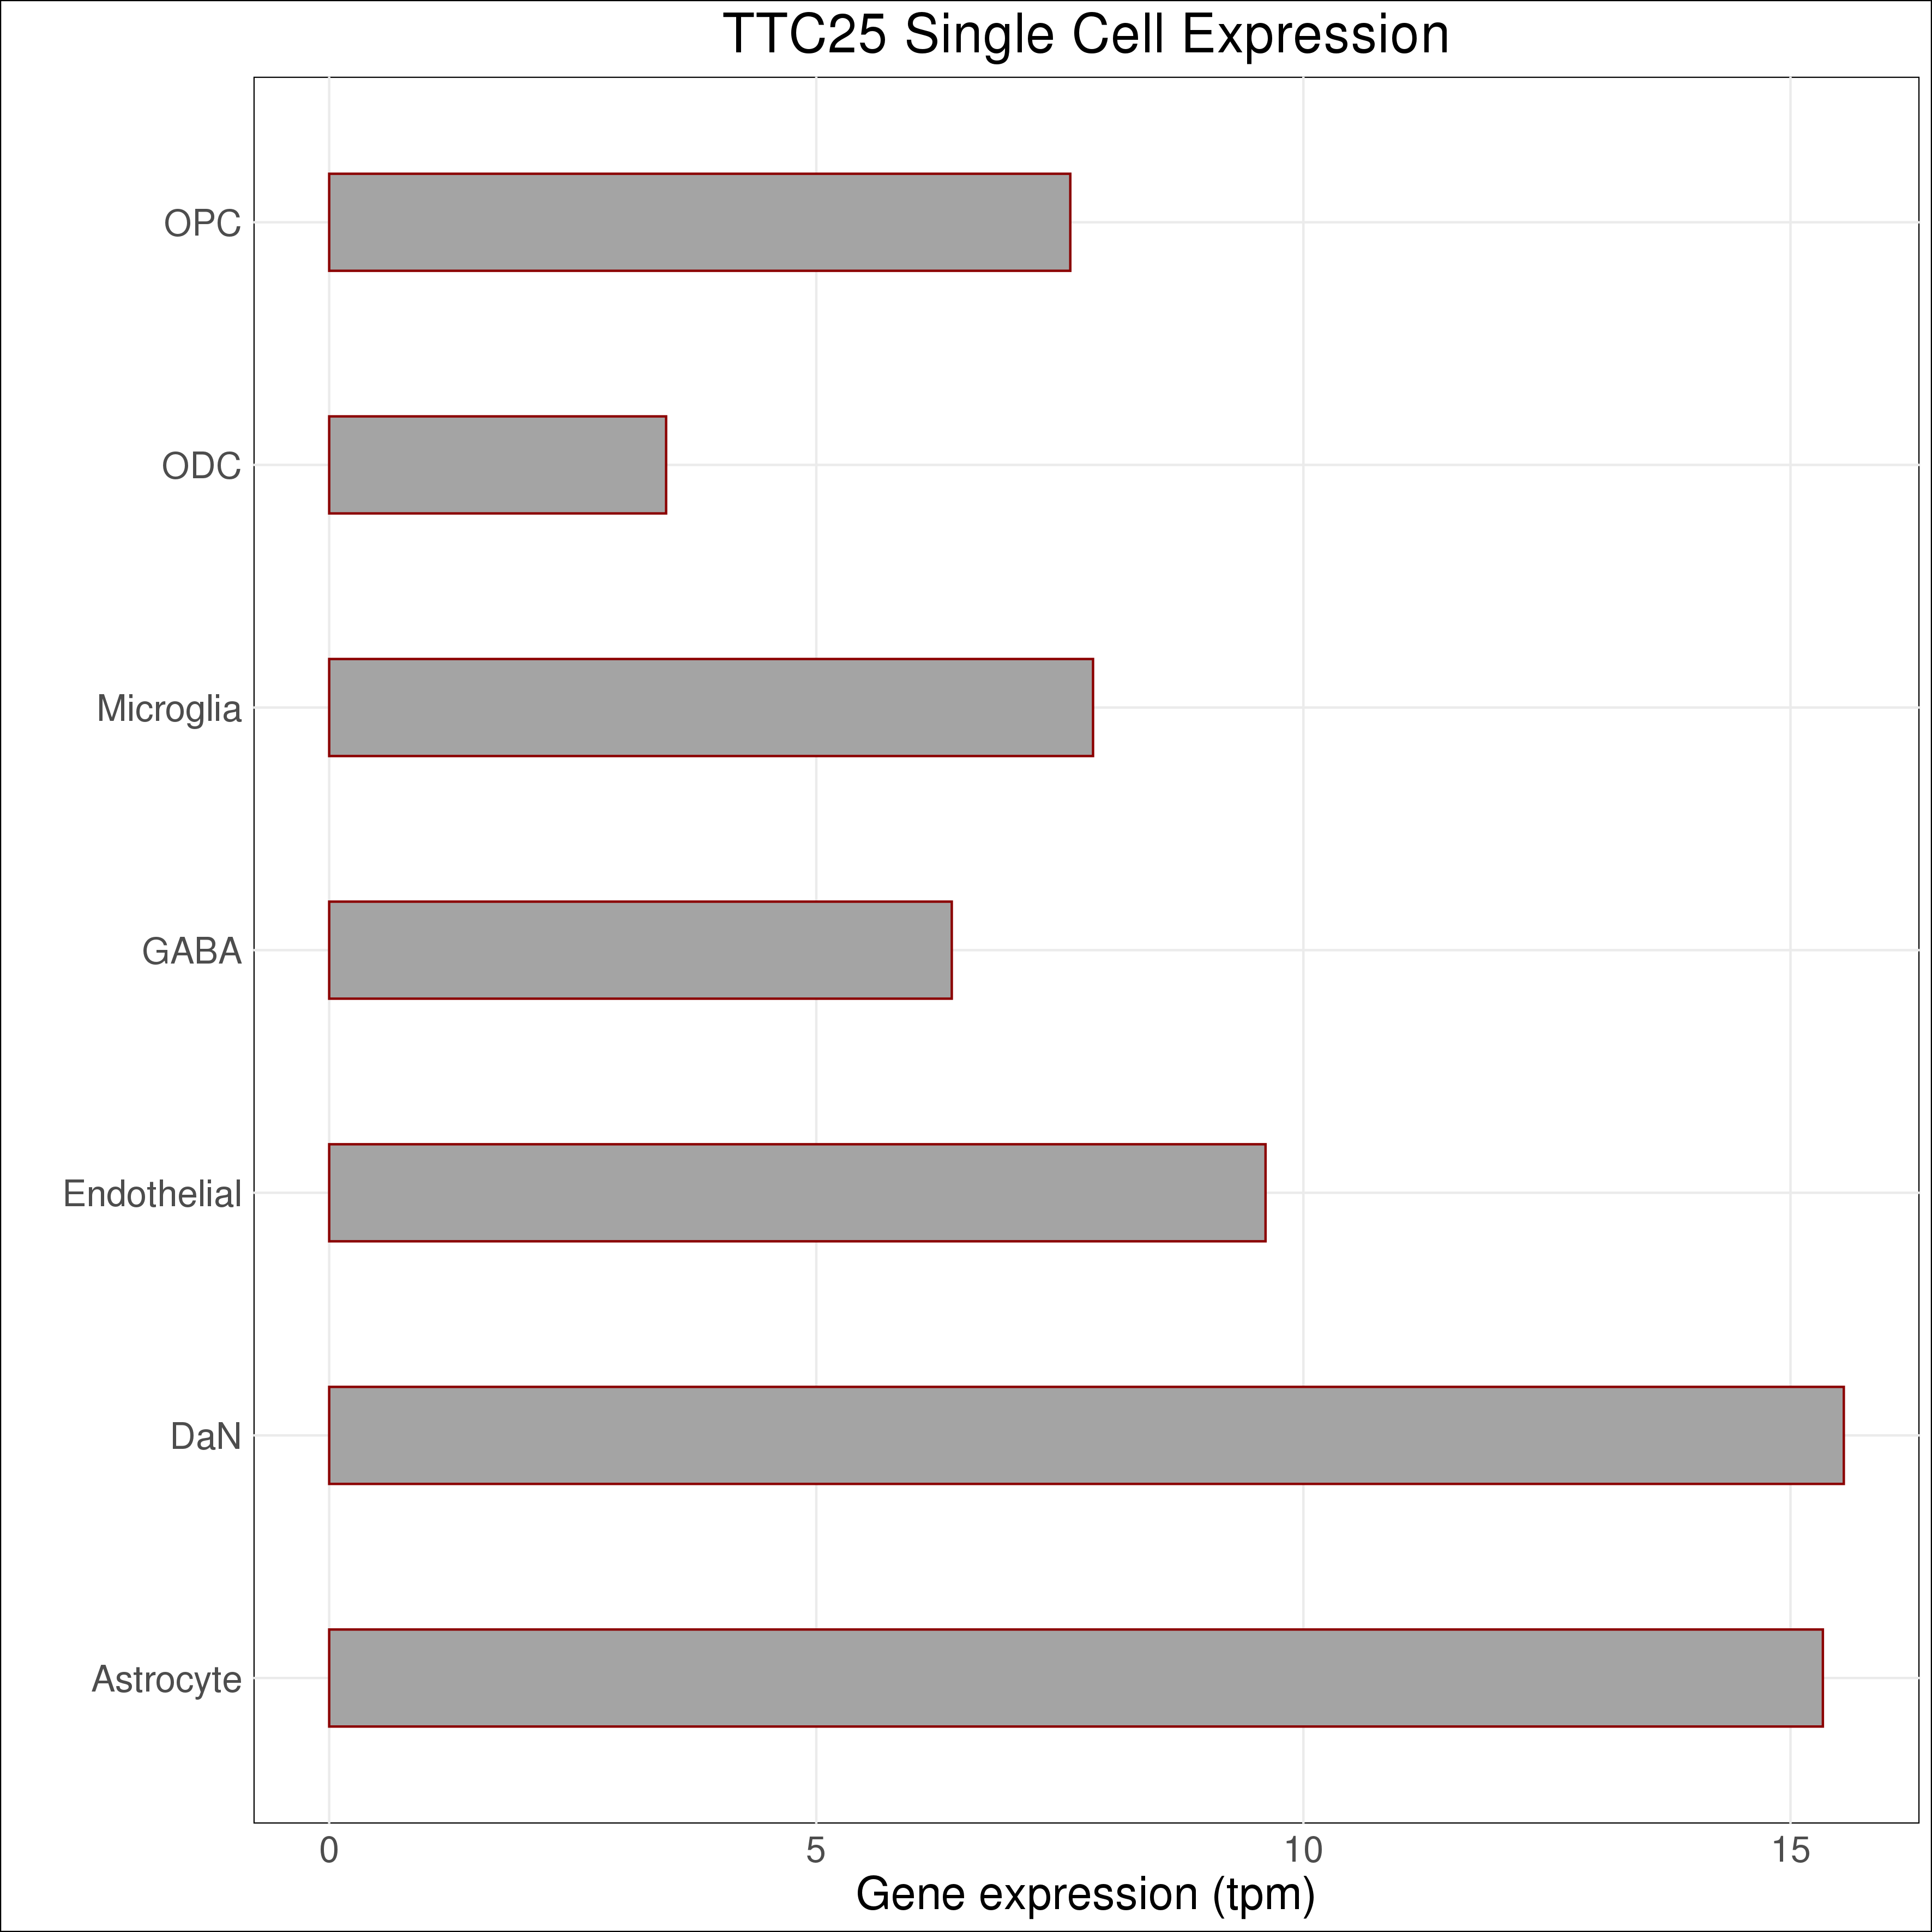 TTC25 Single Cell Expression
OPC
ODC
Microglia
GABA
Endothelial
DaN
Astrocyte
0 5 10 15
Gene expression (tpm)